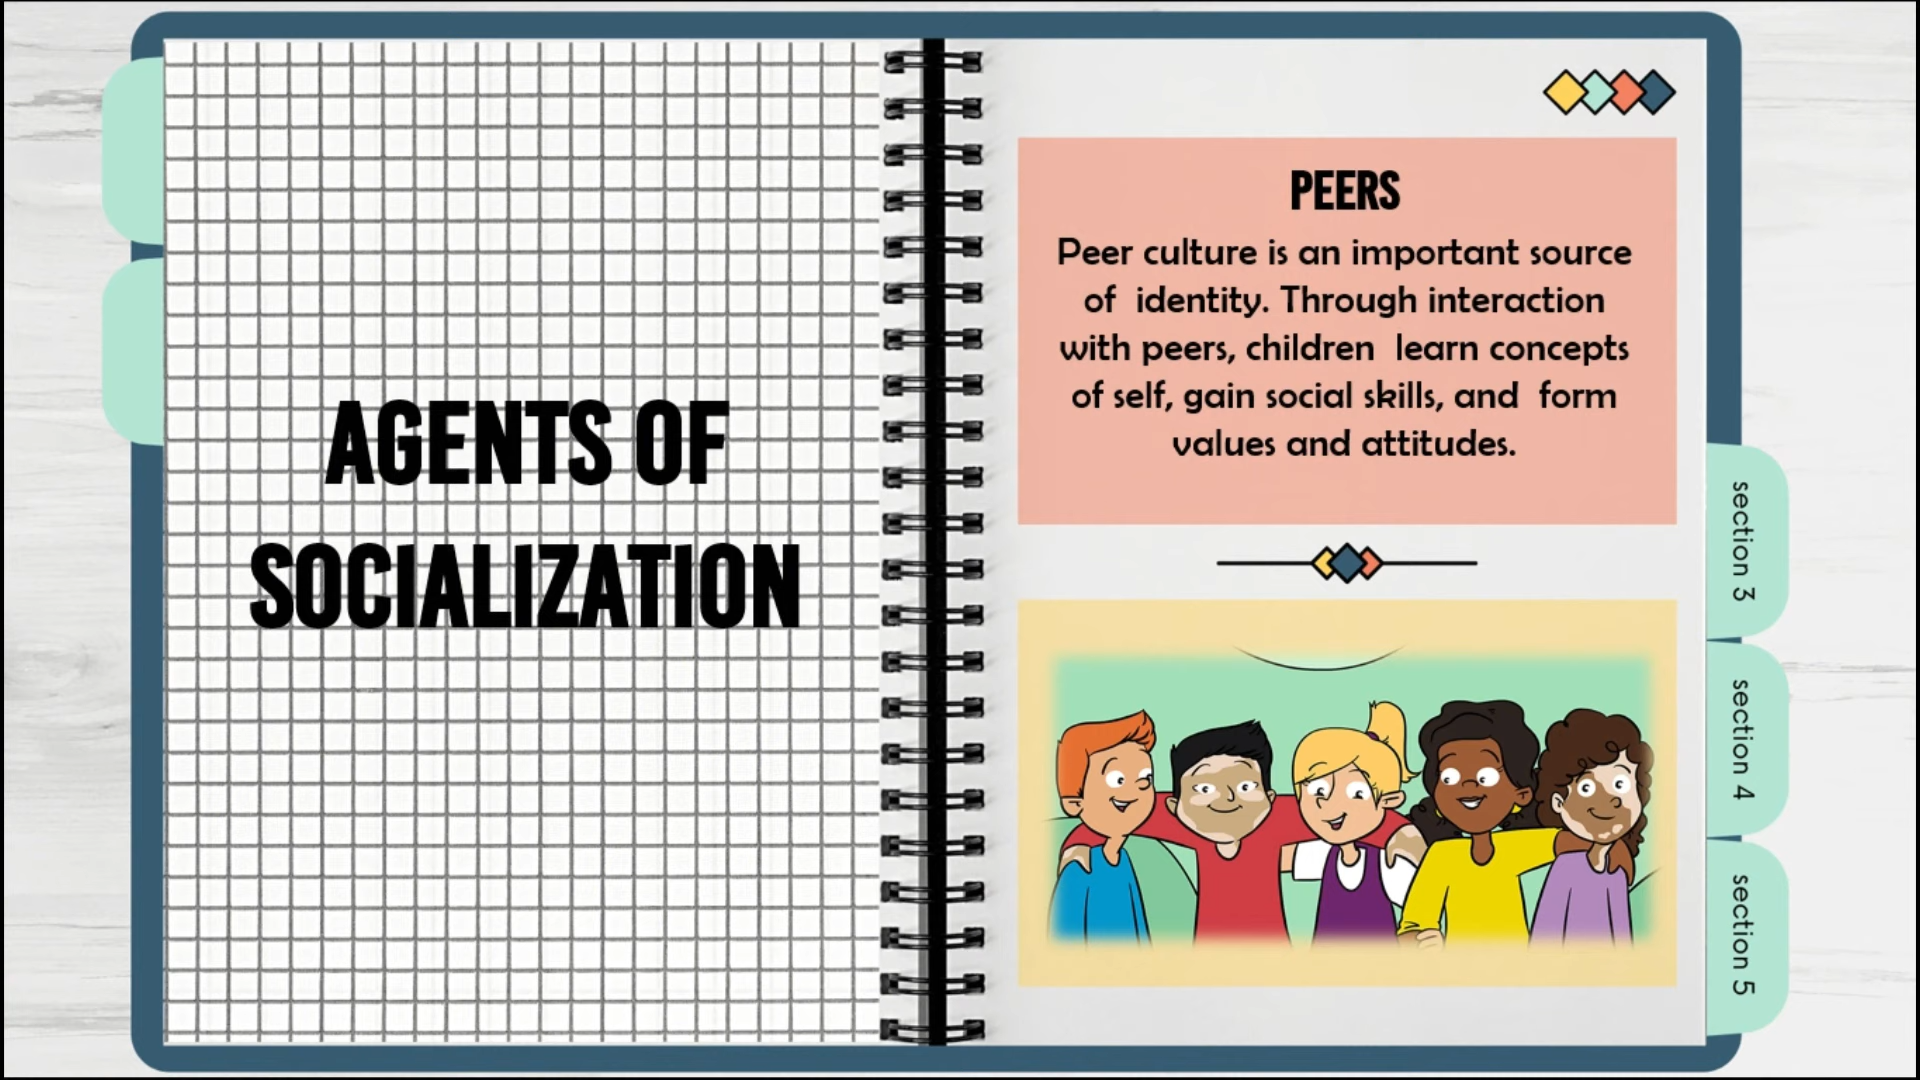 AGENTS OF
SOCIALIZATION
PEERS
Peer culture is an important source
of identity. Through interaction
with peers, children learn concepts
of self, gain social skills, and form
values and attitudes.
section 3
section 4
section 5